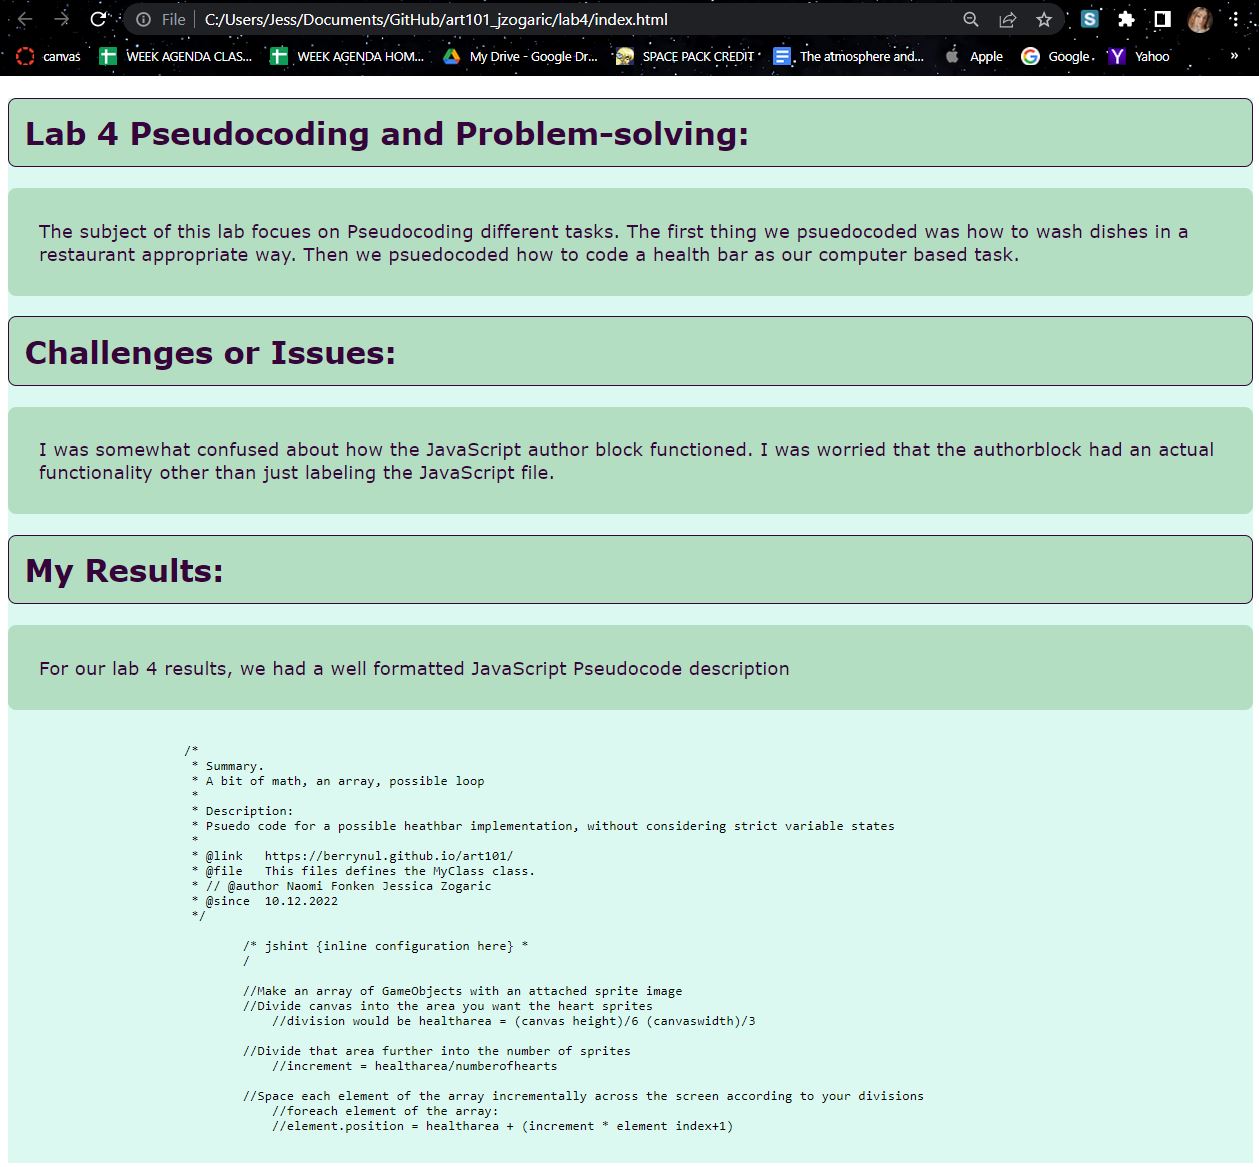 File | C:/Users/Jess/Documents/GitHub/art101_jzogaric/lab4/index.html
canvas WEEK AGENDA CLAS... WEEK AGENDA HOM... My Drive - Google Dr... SPACE PACK CREDIT The atmosphere and... Apple Google Yahoo »
Lab 4 Pseudocoding and Problem-solving:
The subject of this lab focues on Pseudocoding different tasks. The first thing we psuedocoded was how to wash dishes in a
restaurant appropriate way. Then we psuedocoded how to code a health bar as our computer based task.
Challenges or Issues:
I was somewhat confused about how the JavaScript author block functioned. I was worried that the authorblock had an actual
functionality other than just labeling the JavaScript file.
My Results:
For our lab 4 results, we had a well formatted JavaScript Pseudocode description
/*
* Summary.
* A bit of math, an array, possible loop
*
* Description:
* Psuedo code for a possible heathbar implementation, without considering strict variable states
*
* @link https://berrynul.github.io/art101/
* @file This files defines the MyClass class.
* // @author Naomi Fonken Jessica Zogaric
* @since 10.12.2022
*/
/* jshint {inline configuration here} *
/
//Make an array of GameObjects with an attached sprite image
//Divide canvas into the area you want the heart sprites
//division would be healtharea = (canvas height)/6 (canvaswidth)/3
//Divide that area further into the number of sprites
//increment = healtharea/numberofhearts
//Space each element of the array incrementally across the screen according to your divisions
//foreach element of the array:
//element.position = healtharea + (increment * element index+1)